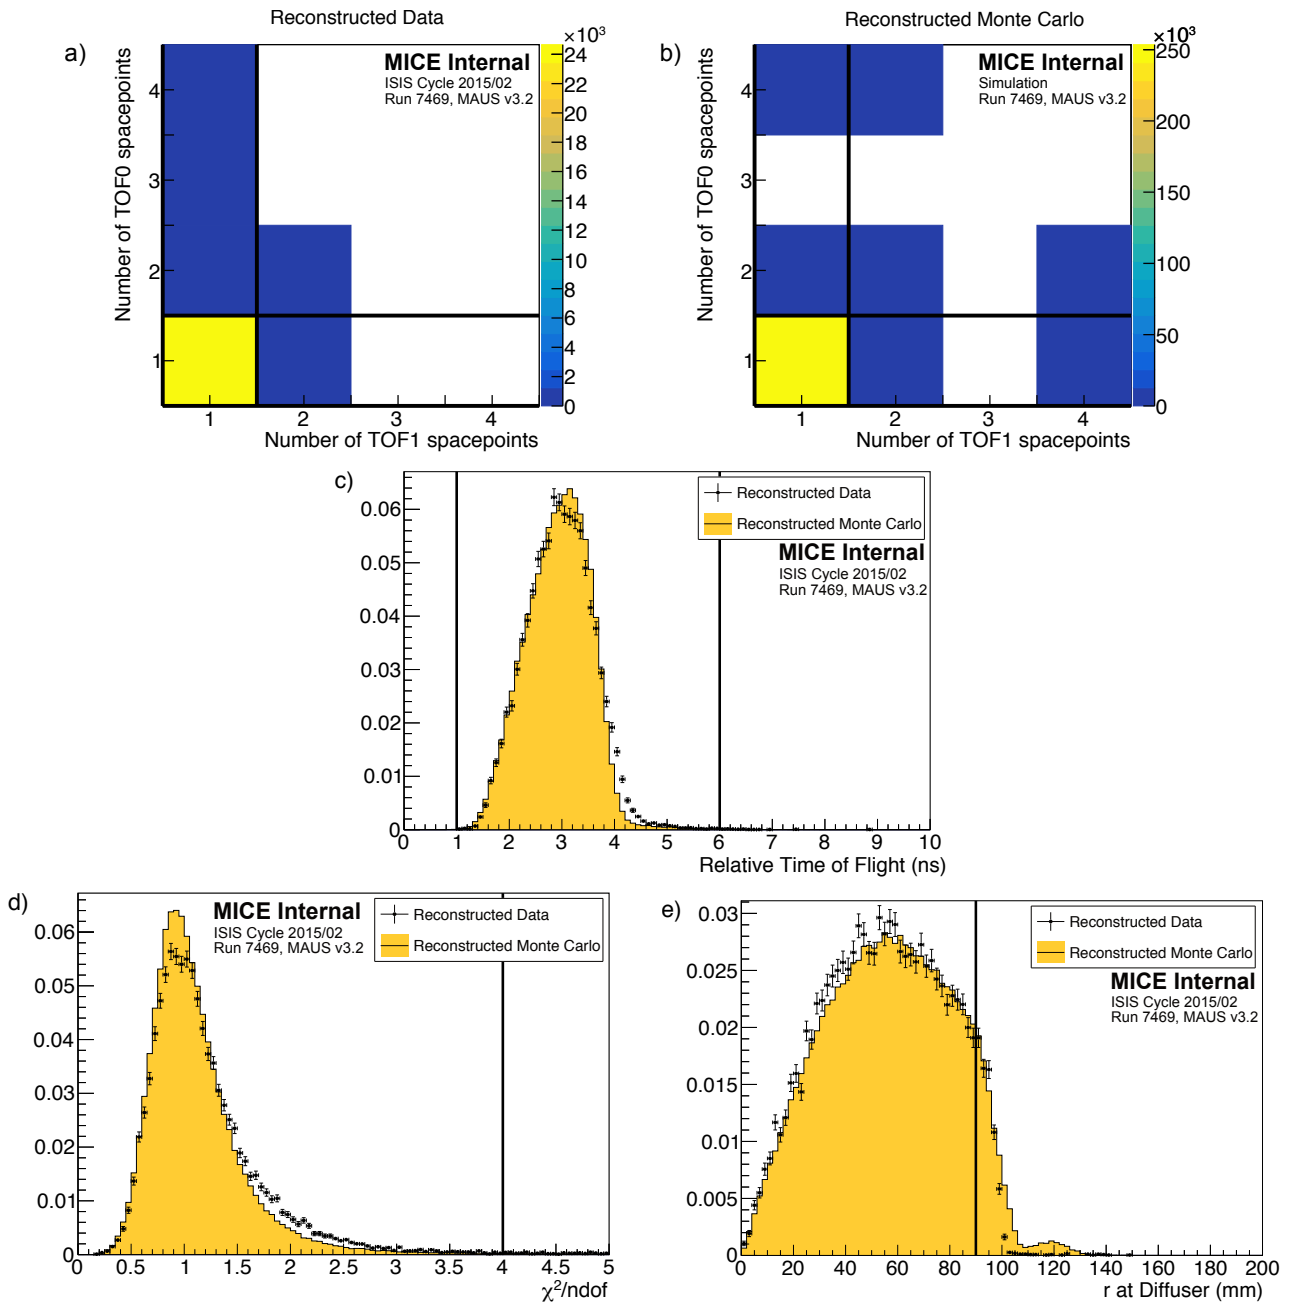 Reconstructed Data
a)
MICE Internal
ISIS Cycle 2015/02
Run 7469, MAUS v3.2
×10³
24
22
20
18
16
14
12
10
8
6
4
2
0
4
3
2
1
Number of TOF0 spacepoints
1 2 3 4
Number of TOF1 spacepoints
Reconstructed Monte Carlo
b)
MICE Internal
Simulation
Run 7469, MAUS v3.2
×10³
250
200
150
100
50
0
4
3
2
1
Number of TOF0 spacepoints
1 2 3 4
Number of TOF1 spacepoints
c)
Reconstructed Data
Reconstructed Monte Carlo
MICE Internal
ISIS Cycle 2015/02
Run 7469, MAUS v3.2
0.06
0.05
0.04
0.03
0.02
0.01
0
0 1 2 3 4 5 6 7 8 9 10
Relative Time of Flight (ns)
d)
MICE Internal
ISIS Cycle 2015/02
Run 7469, MAUS v3.2
Reconstructed Data
Reconstructed Monte Carlo
0.06
0.05
0.04
0.03
0.02
0.01
0
0 0.5 1 1.5 2 2.5 3 3.5 4 4.5 5
χ²/ndof
e)
Reconstructed Data
Reconstructed Monte Carlo
MICE Internal
ISIS Cycle 2015/02
Run 7469, MAUS v3.2
0.03
0.025
0.02
0.015
0.01
0.005
0
0 20 40 60 80 100 120 140 160 180 200
r at Diffuser (mm)